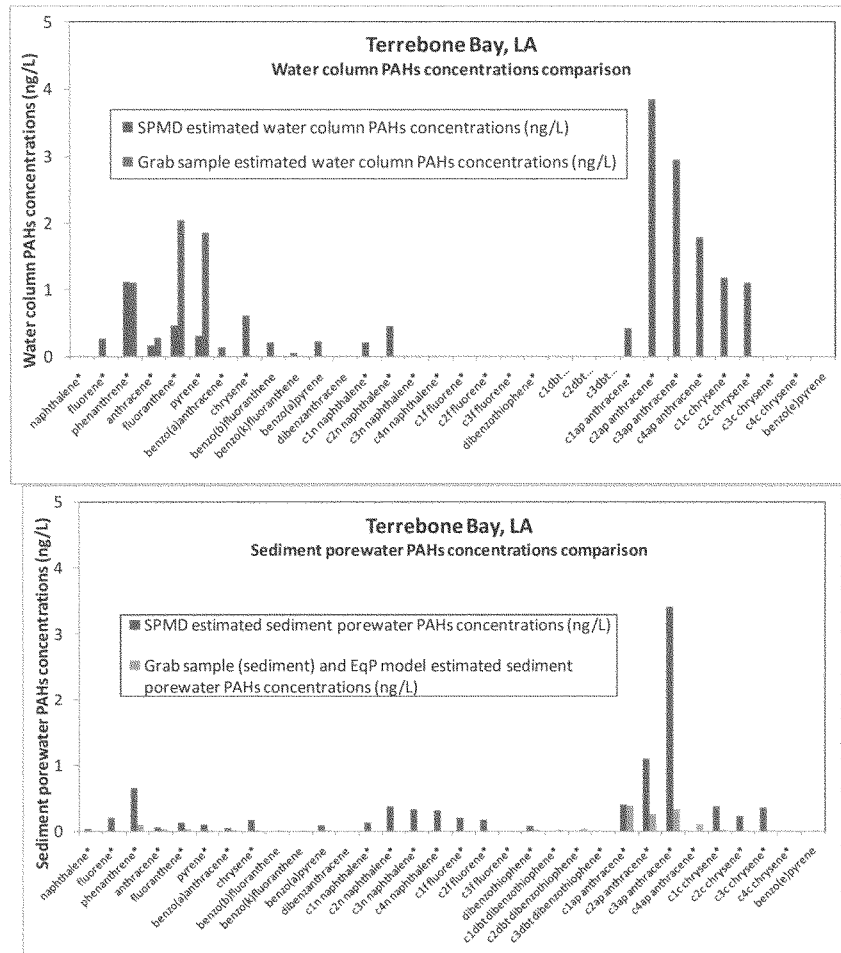 Terrebone Bay, LA
Water column PAHs concentrations comparison
Water column PAHs concentrations (ng/L)
5
4
3
2
1
0
SPMD estimated water column PAHs concentrations (ng/L)
Grab sample estimated water column PAHs concentrations (ng/L)
naphthalene*
fluorene*
phenanthrene*
anthracene*
fluoranthene*
pyrene*
benzo(a)anthracene*
chrysene*
benzo(b)fluoranthene
benzo(k)fluoranthene
benzo(a)pyrene
dibenzanthracene
c1n naphthalene*
c2n naphthalene*
c3n naphthalene*
c4n naphthalene*
c1f fluorene*
c2f fluorene*
c3f fluorene*
dibenzothiophene*
c1dbt...
c2dbt...
c3dbt...
c1ap anthracene*
c2ap anthracene*
c3ap anthracene*
c4ap anthracene*
c1c chrysene*
c2c chrysene*
c3c chrysene*
c4c chrysene*
benzo(e)pyrene
Terrebone Bay, LA
Sediment porewater PAHs concentrations comparison
Sediment porewater PAHs concentrations (ng/L)
5
4
3
2
1
0
SPMD estimated sediment porewater PAHs concentrations (ng/L)
Grab sample (sediment) and EqP model estimated sediment
porewater PAHs concentrations (ng/L)
naphthalene*
fluorene*
phenanthrene*
anthracene*
fluoranthene*
pyrene*
benzo(a)anthracene*
chrysene*
benzo(b)fluoranthene
benzo(k)fluoranthene
benzo(a)pyrene
dibenzanthracene
c1n naphthalene*
c2n naphthalene*
c3n naphthalene*
c4n naphthalene*
c1f fluorene*
c2f fluorene*
c3f fluorene*
dibenzothiophene*
c1dbt dibenzothiophene*
c2dbt dibenzothiophene*
c3dbt dibenzothiophene*
c1ap anthracene*
c2ap anthracene*
c3ap anthracene*
c4ap anthracene*
c1c chrysene*
c2c chrysene*
c3c chrysene*
c4c chrysene*
benzo(e)pyrene